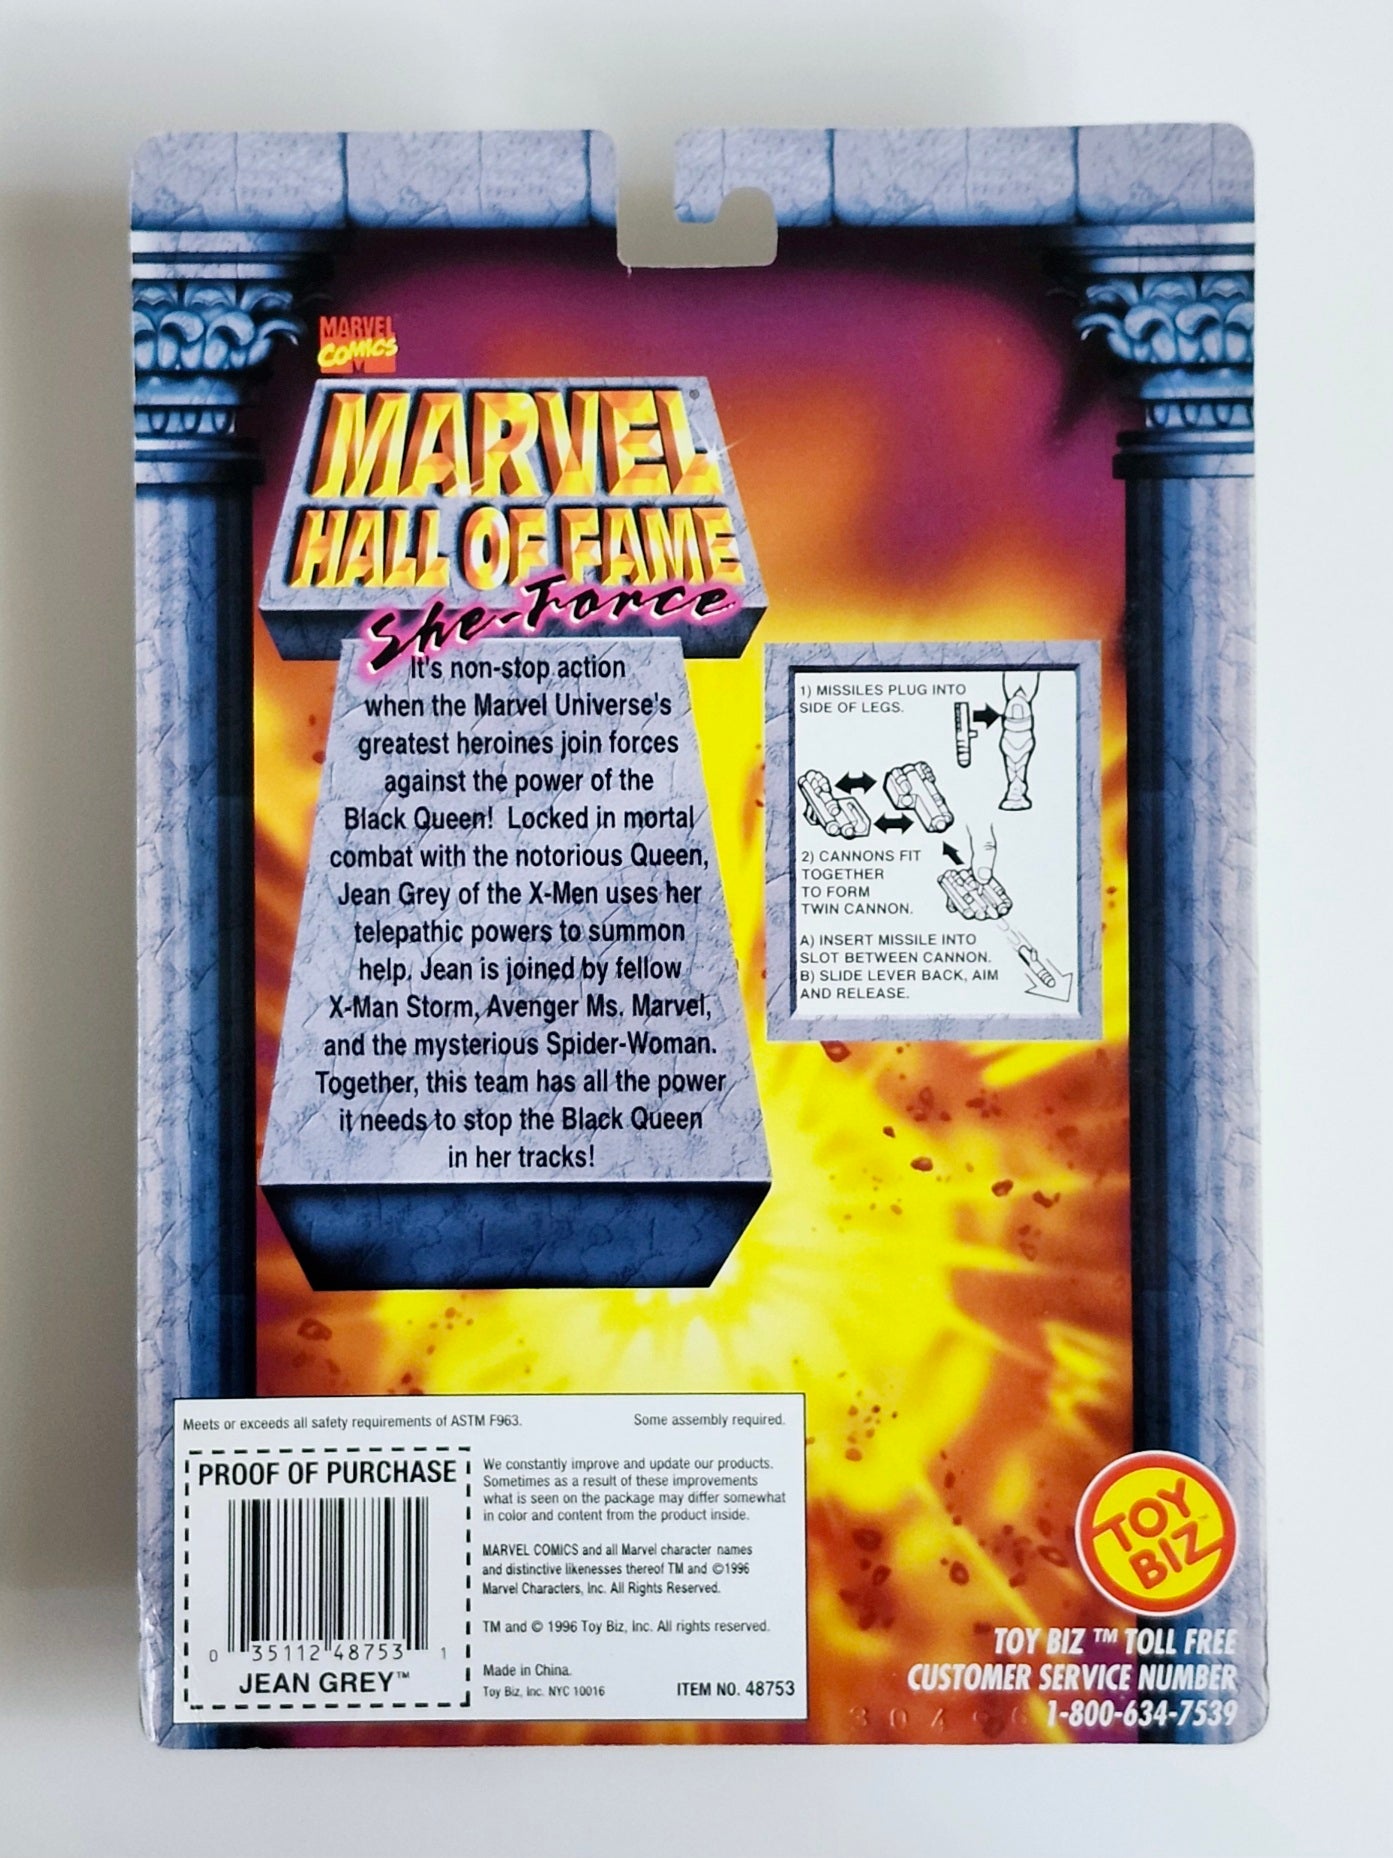 MARVEL
COMICS
MARVEL®
HALL OF FAME
She-Force
It's non-stop action
when the Marvel Universe's
greatest heroines join forces
against the power of the
Black Queen! Locked in mortal
combat with the notorious Queen,
Jean Grey of the X-Men uses her
telepathic powers to summon
help. Jean is joined by fellow
X-Man Storm, Avenger Ms. Marvel,
and the mysterious Spider-Woman.
Together, this team has all the power
it needs to stop the Black Queen
in her tracks!
1) MISSILES PLUG INTO
SIDE OF LEGS.
2) CANNONS FIT
TOGETHER
TO FORM
TWIN CANNON.
A) INSERT MISSILE INTO
SLOT BETWEEN CANNON.
B) SLIDE LEVER BACK, AIM
AND RELEASE.
Meets or exceeds all safety requirements of ASTM F963. Some assembly required.
PROOF OF PURCHASE
0 35112 48753 1
JEAN GREY™
We constantly improve and update our products.
Sometimes as a result of these improvements
what is seen on the package may differ somewhat
in color and content from the product inside.
MARVEL COMICS and all Marvel character names
and distinctive likenesses thereof TM and ©1996
Marvel Characters, Inc. All Rights Reserved.
TM and © 1996 Toy Biz, Inc. All rights reserved.
Made in China.
Toy Biz, Inc. NYC 10016 ITEM NO. 48753
TOY
BIZ™
TOY BIZ ™ TOLL FREE
CUSTOMER SERVICE NUMBER
1-800-634-7539